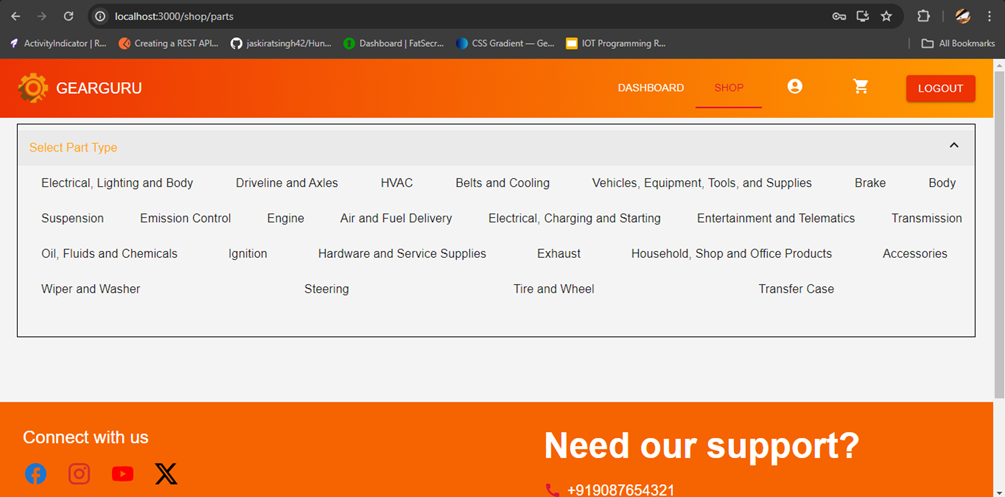 localhost:3000/shop/parts
ActivityIndicator | R... Creating a REST API... jaskiratsingh42/Hun... Dashboard | FatSecr... CSS Gradient — Ge... IOT Programming R... All Bookmarks
GEARGURU DASHBOARD SHOP LOGOUT
Select Part Type
Electrical, Lighting and Body Driveline and Axles HVAC Belts and Cooling Vehicles, Equipment, Tools, and Supplies Brake Body
Suspension Emission Control Engine Air and Fuel Delivery Electrical, Charging and Starting Entertainment and Telematics Transmission
Oil, Fluids and Chemicals Ignition Hardware and Service Supplies Exhaust Household, Shop and Office Products Accessories
Wiper and Washer Steering Tire and Wheel Transfer Case
Connect with us
Need our support?
+919087654321